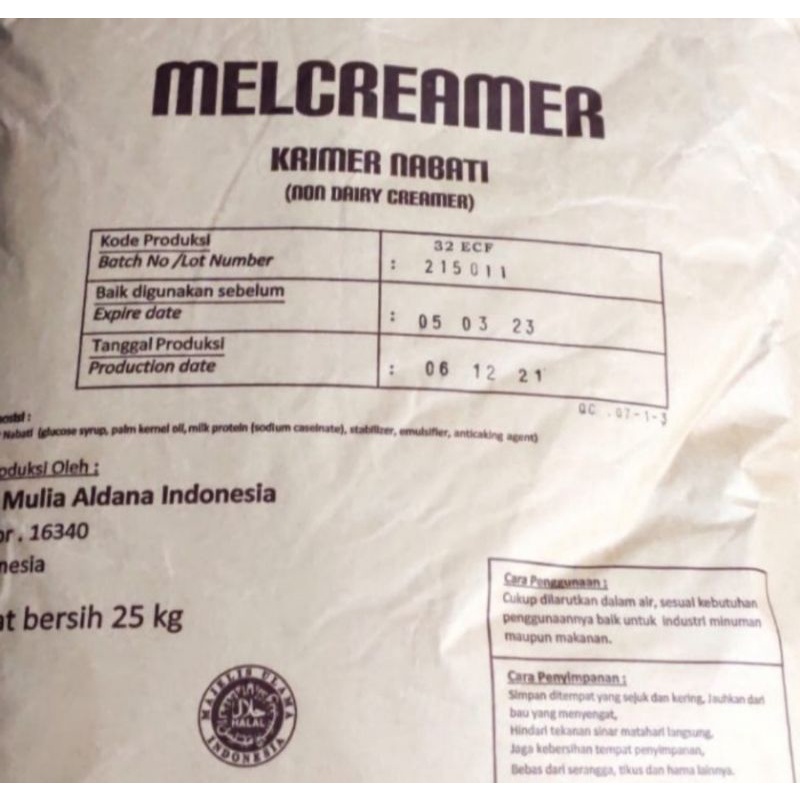 MELCREAMER
KRIMER NABATI
(NON DAIRY CREAMER)
Kode Produksi
Batch No /Lot Number
32 ECF
: 215011
Baik digunakan sebelum
Expire date
: 05 03 23
Tanggal Produksi
Production date
: 06 12 21
QC .07-1-3
Nabati (glucose syrup, palm kernel oil, milk protein (sodium caseinate), stabilizer, emulsifier, anticaking agent)
oduksi Oleh :
Mulia Aldana Indonesia
or . 16340
nesia
at bersih 25 kg
MAJELIS ULAMA
حلال
HALAL
INDONESIA
Cara Penggunaan :
Cukup dilarutkan dalam air, sesuai kebutuhan
penggunaannya baik untuk industri minuman
maupun makanan.
Cara Penyimpanan :
Simpan ditempat yang sejuk dan kering, Jauhkan dari
bau yang menyengat,
Hindari tekanan sinar matahari langsung,
Jaga kebersihan tempat penyimpanan,
Bebas dari serangga, tikus dan hama lainnya.